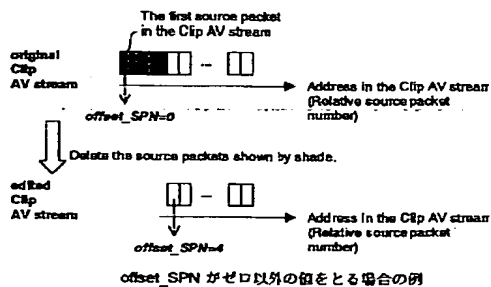 The first source packet
in the Clip AV stream
original
Clip
AV stream
Address in the Clip AV stream
(Relative source packet
number)
offset_SPN=0
Delete the source packets shown by shade.
edited
Clip
AV stream
Address in the Clip AV stream
(Relative source packet
number)
offset_SPN=4
offset_SPN がゼロ以外の値をとる場合の例